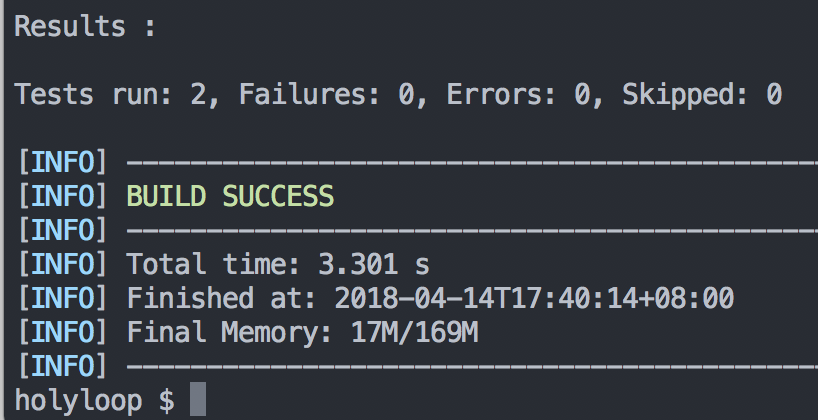 Results :
Tests run: 2, Failures: 0, Errors: 0, Skipped: 0
[INFO] ------------------------------------------------
[INFO] BUILD SUCCESS
[INFO] ------------------------------------------------
[INFO] Total time: 3.301 s
[INFO] Finished at: 2018-04-14T17:40:14+08:00
[INFO] Final Memory: 17M/169M
[INFO] ------------------------------------------------
holyloop $